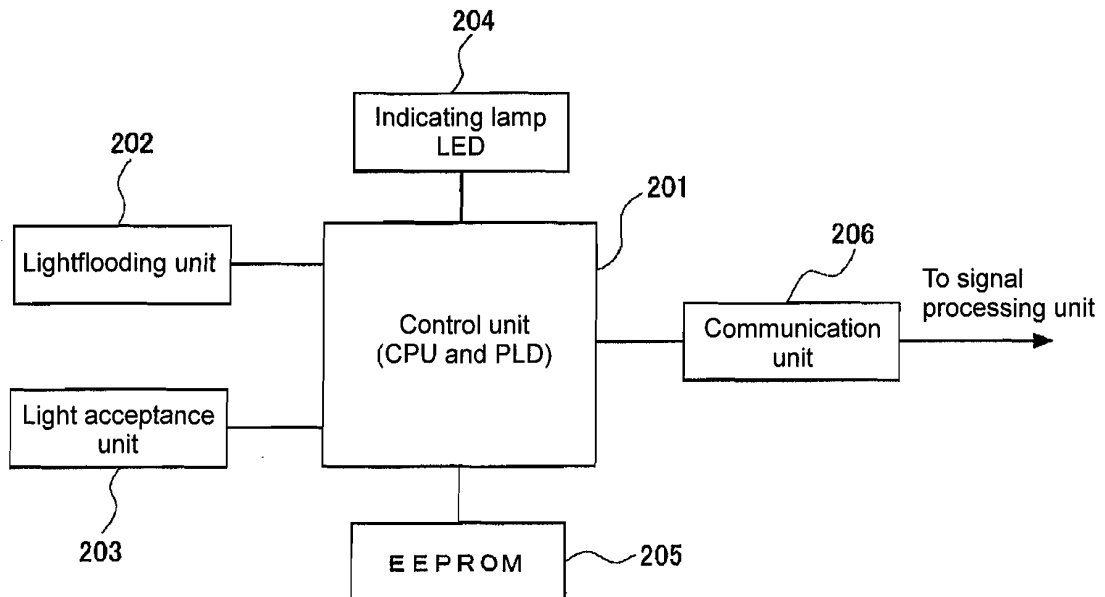 204
Indicating lamp
LED
202
201
Lightflooding unit
206
To signal
processing unit
Control unit
(CPU and PLD)
Communication
unit
Light acceptance
unit
203
EEPROM
205